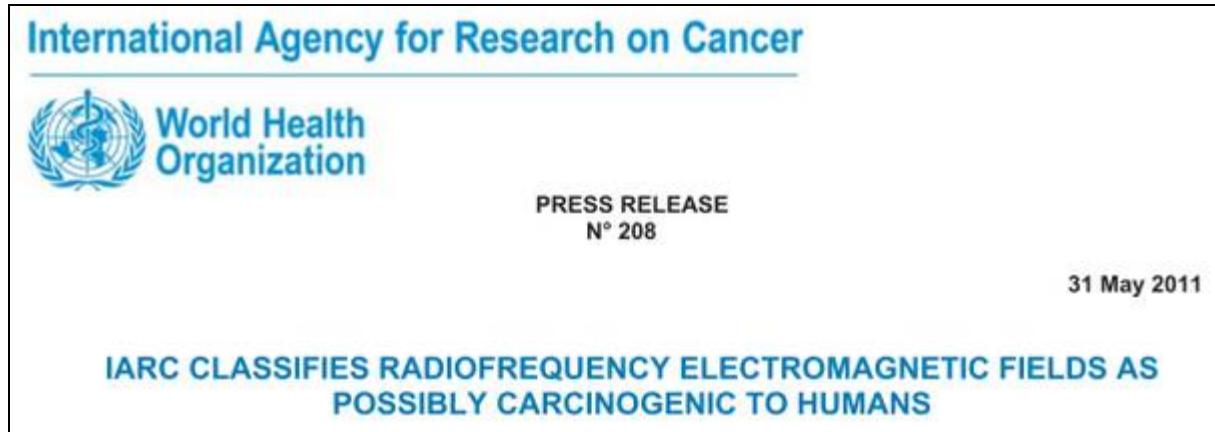 International Agency for Research on Cancer
World Health
Organization
PRESS RELEASE
N° 208
31 May 2011
IARC CLASSIFIES RADIOFREQUENCY ELECTROMAGNETIC FIELDS AS
POSSIBLY CARCINOGENIC TO HUMANS